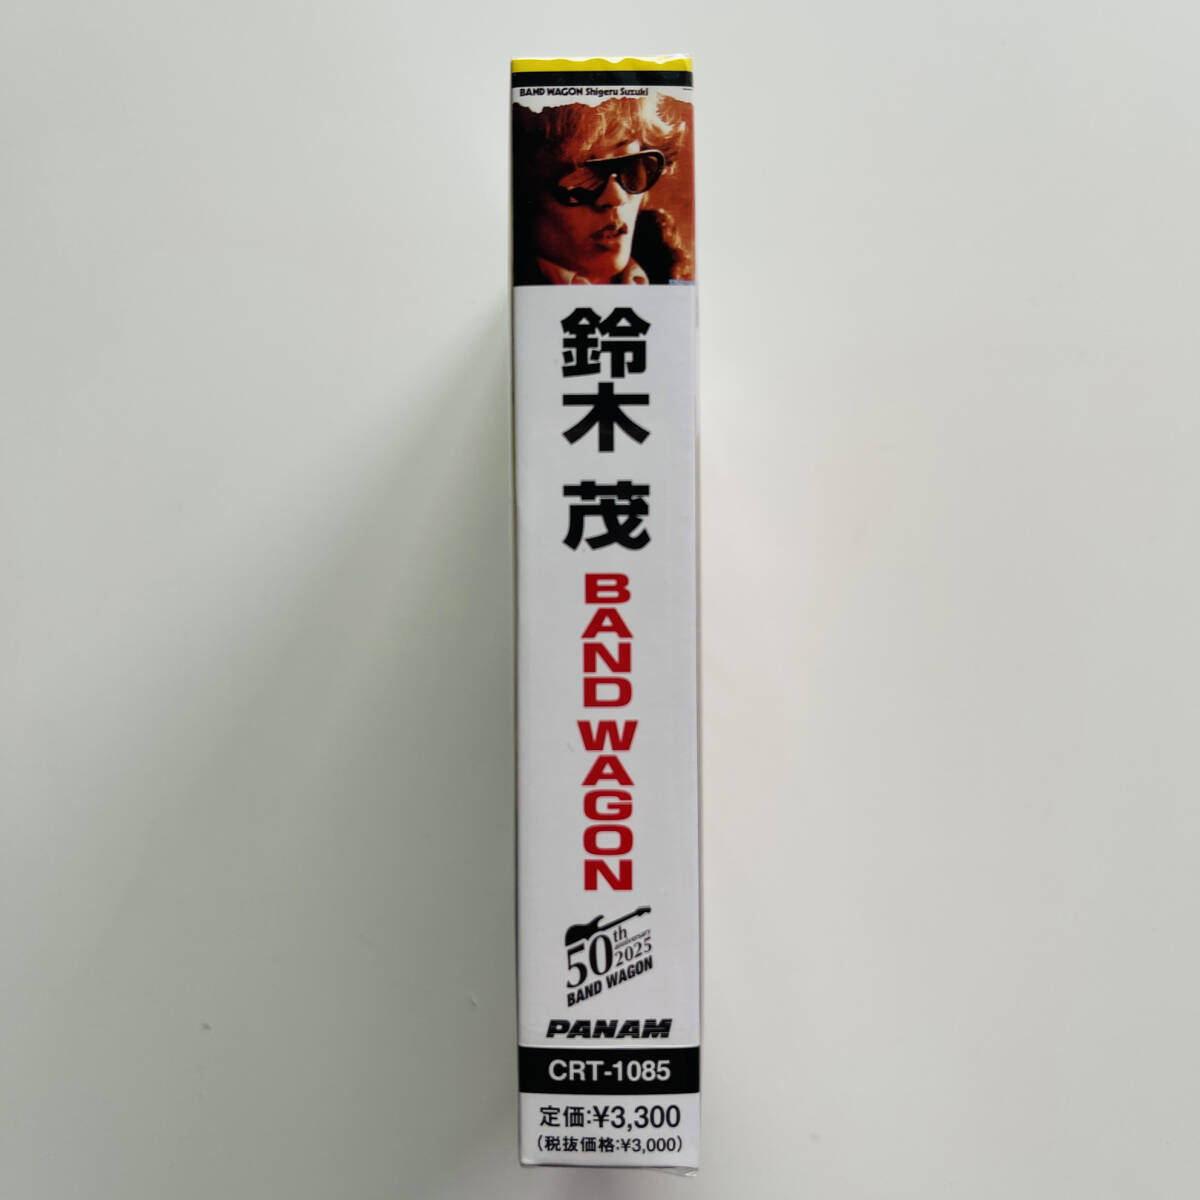 BAND WAGON Shigeru Suzuki
鈴木 茂
BAND WAGON
50th
anniversary
2025
BAND WAGON
PANAM
CRT-1085
定価:¥3,300
(税抜価格:¥3,000)